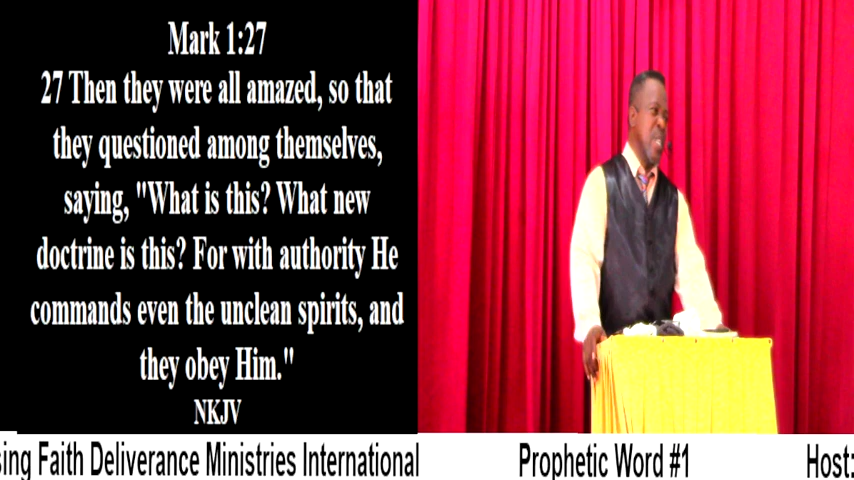 Mark 1:27
27 Then they were all amazed, so that
they questioned among themselves,
saying, "What is this? What new
doctrine is this? For with authority He
commands even the unclean spirits, and
they obey Him."
NKJV
Faith Deliverance Ministries International Prophetic Word #1 Host: